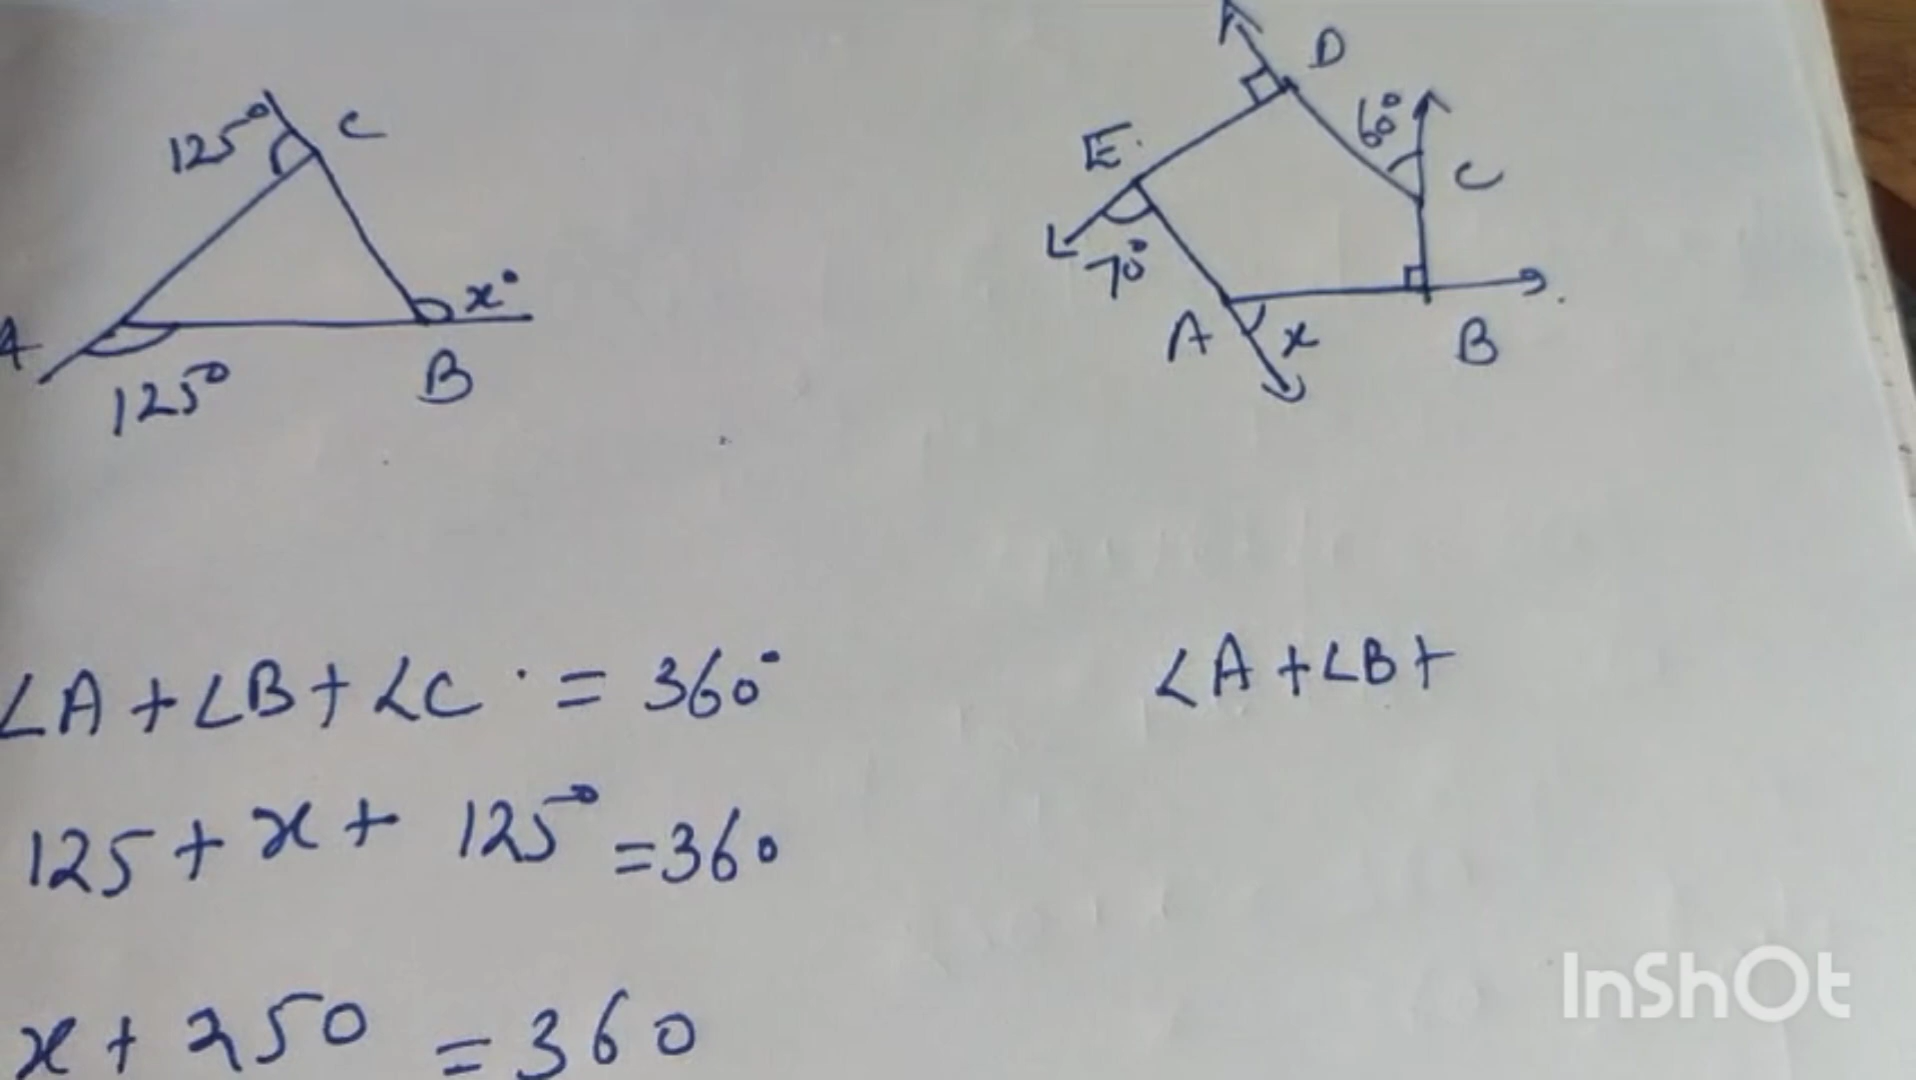 125° C
A x°
125° B
D
E 60° C
70° A x B
∠A + ∠B + ∠C = 360°
125 + x + 125° = 360
x + 250 = 360
∠A + ∠B +
InShOt